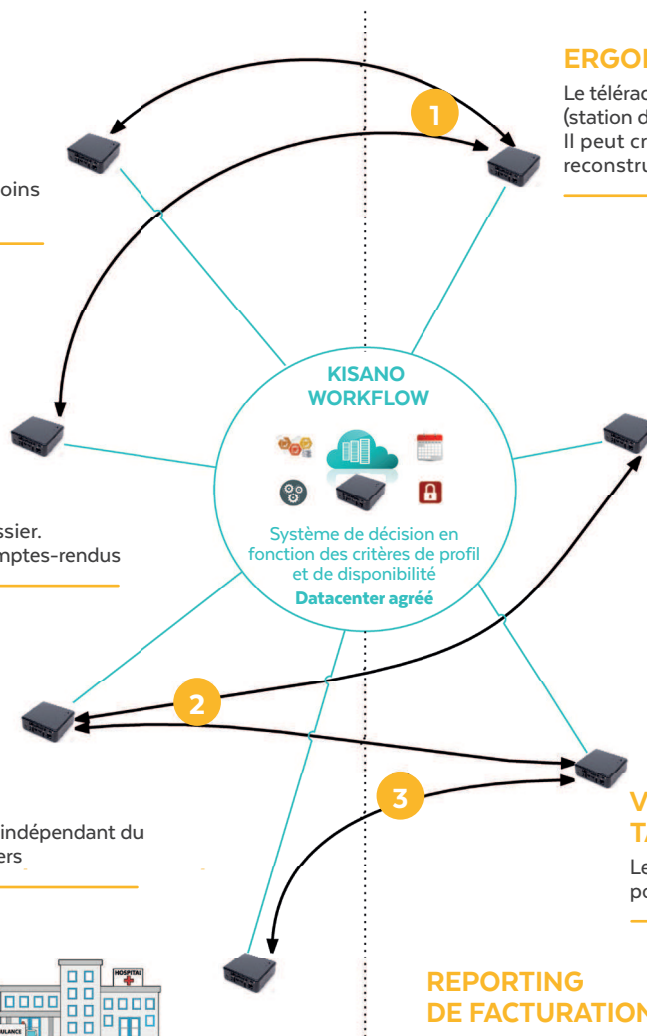 ERGO
Le téléra
(station d
Il peut cr
reconstru
1
oins
KISANO
WORKFLOW
Système de décision en
fonction des critères de profil
et de disponibilité
Datacenter agréé
ssier.
mptes-rendus
2
3
indépendant du
ers
V
TA
Le
po
HOSPITAL
AMBULANCE
REPORTING
DE FACTURATION